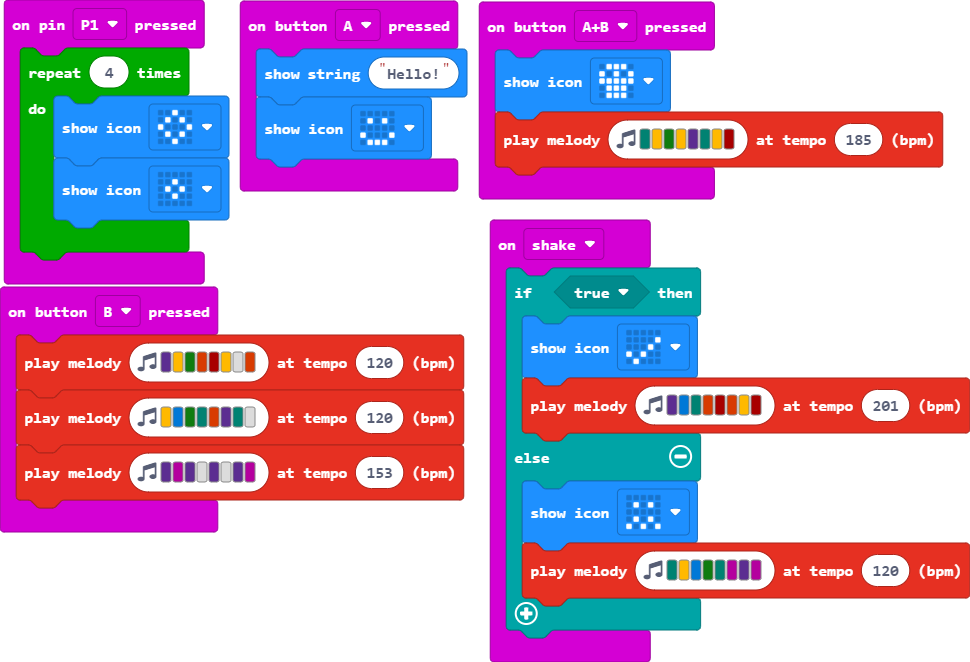 on pin P1 pressed
repeat 4 times
do
show icon
show icon
on button A pressed
show string "Hello!"
show icon
on button A+B pressed
show icon
play melody at tempo 185 (bpm)
on button B pressed
play melody at tempo 120 (bpm)
play melody at tempo 120 (bpm)
play melody at tempo 153 (bpm)
on shake
if true then
show icon
play melody at tempo 201 (bpm)
else
show icon
play melody at tempo 120 (bpm)